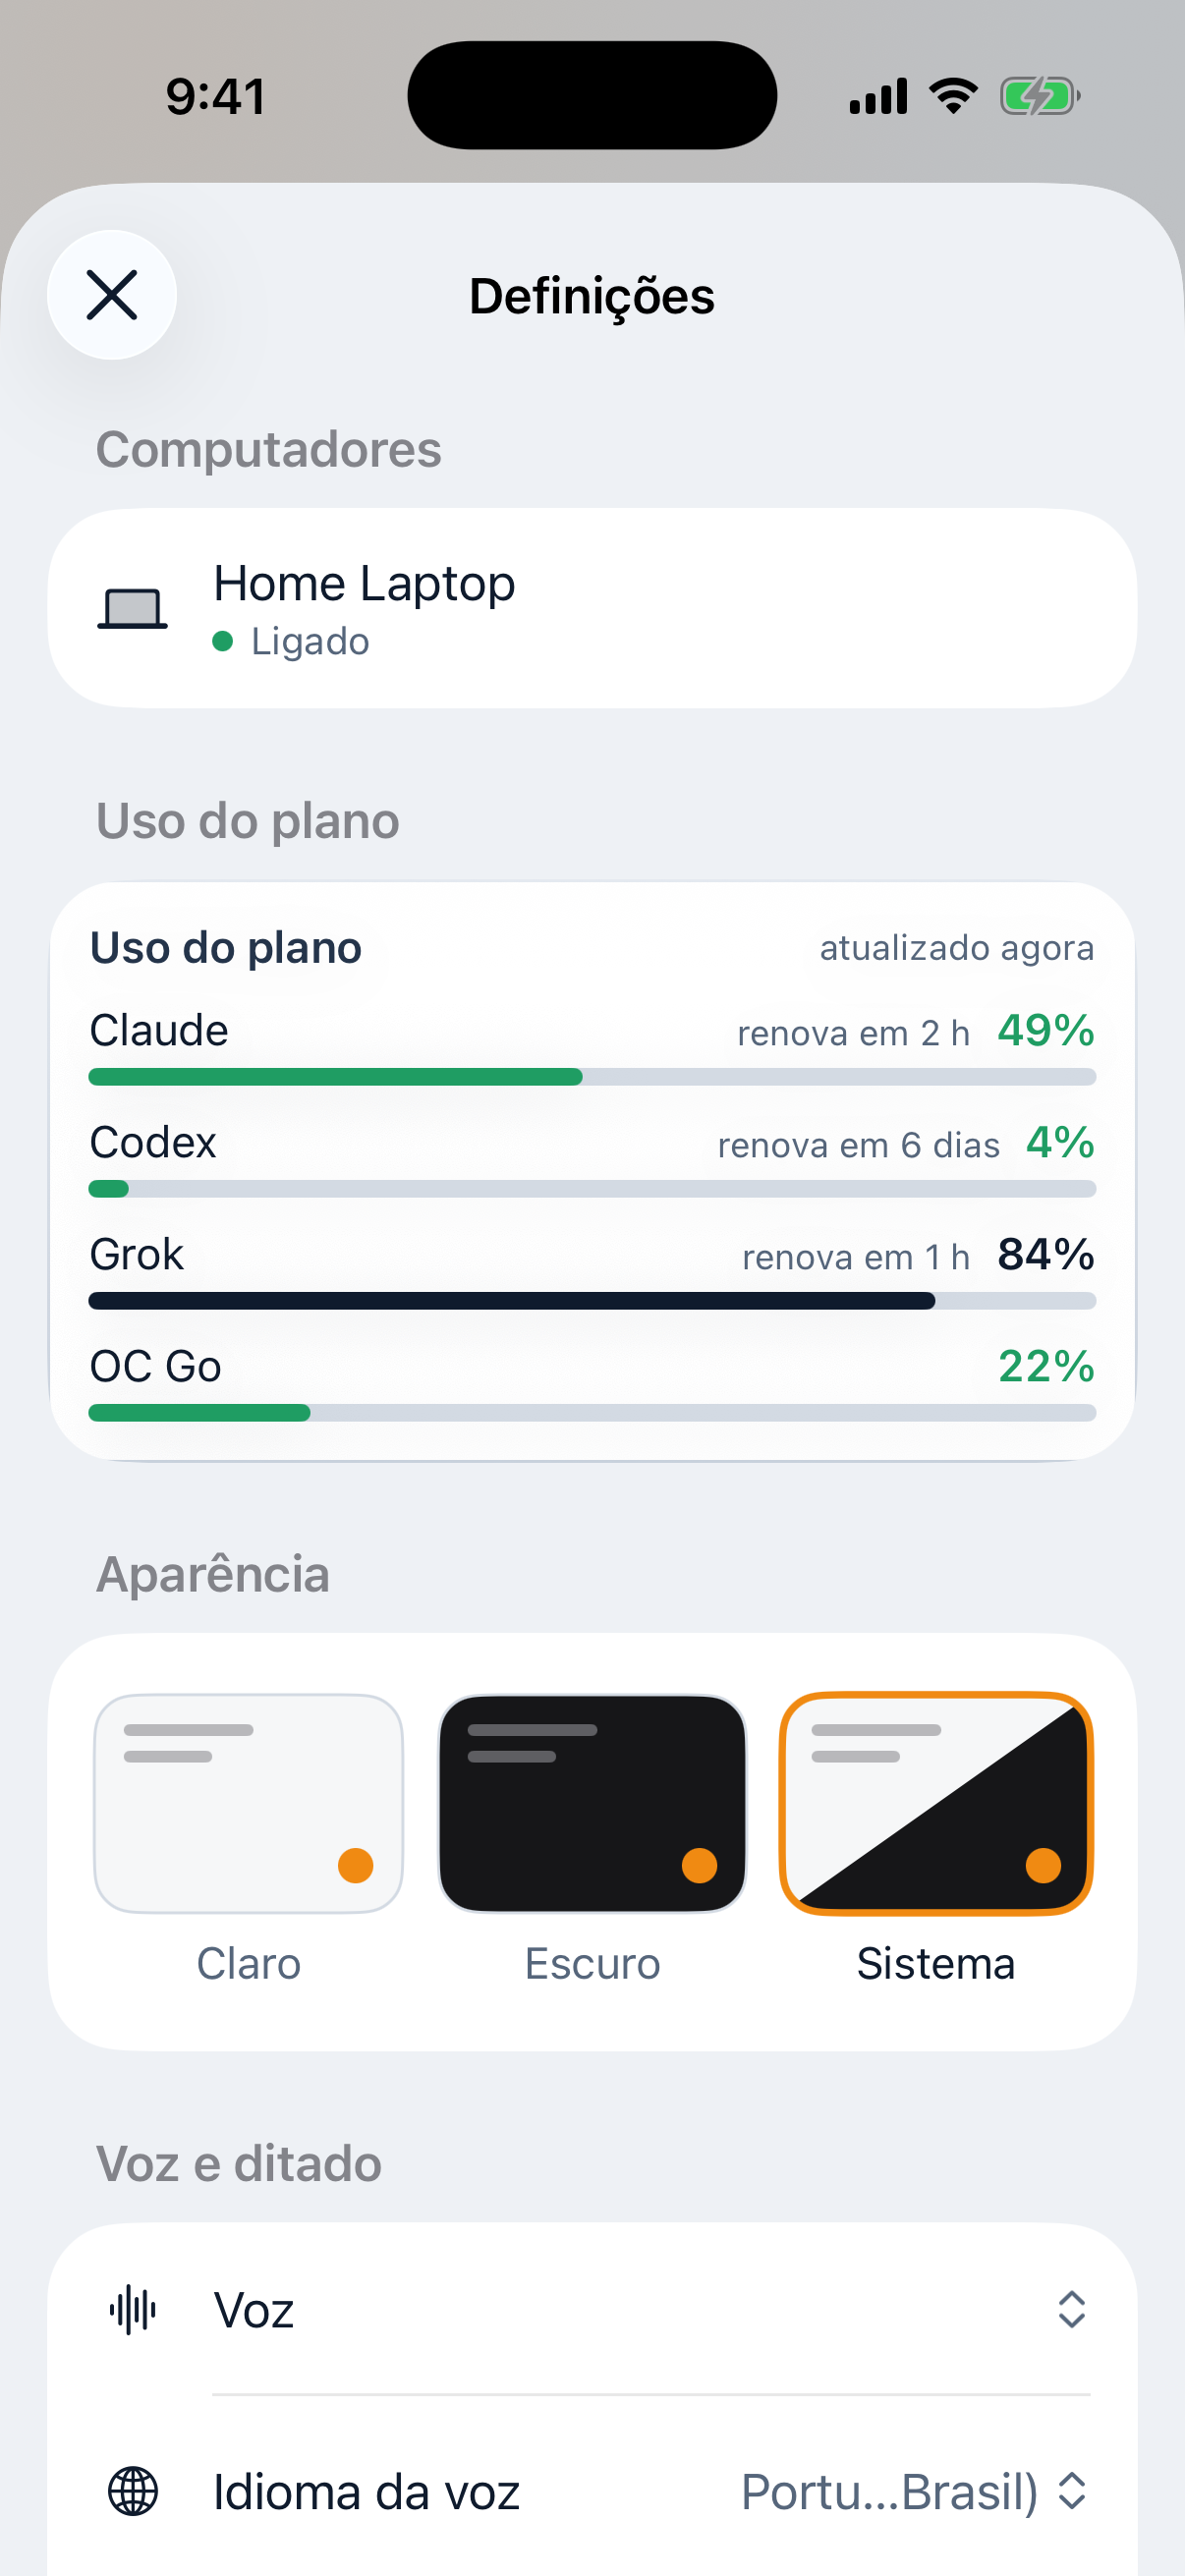 9:41
Definições
Computadores
Home Laptop
Ligado
Uso do plano
Uso do plano atualizado agora
Claude renova em 2 h 49%
Codex renova em 6 dias 4%
Grok renova em 1 h 84%
OC Go 22%
Aparência
Claro Escuro Sistema
Voz e ditado
Voz
Idioma da voz Portu...Brasil)